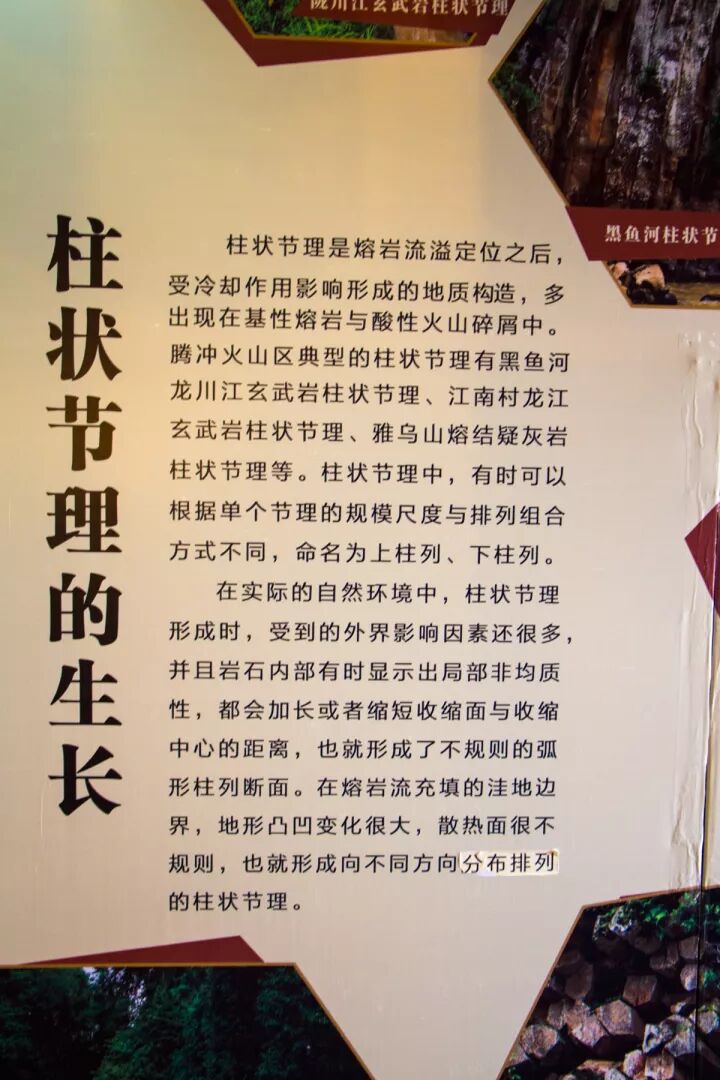 陇川江玄武岩柱状节理
黑鱼河柱状节
柱状节理的生长
柱状节理是熔岩流溢定位之后，
受冷却作用影响形成的地质构造，多
出现在基性熔岩与酸性火山碎屑中。
腾冲火山区典型的柱状节理有黑鱼河
龙川江玄武岩柱状节理、江南村龙江
玄武岩柱状节理、雅乌山熔结疑灰岩
柱状节理等。柱状节理中，有时可以
根据单个节理的规模尺度与排列组合
方式不同，命名为上柱列、下柱列。
在实际的自然环境中，柱状节理
形成时，受到的外界影响因素还很多，
并且岩石内部有时显示出局部非均质
性，都会加长或者缩短收缩面与收缩
中心的距离，也就形成了不规则的弧
形柱列断面。在熔岩流充填的洼地边
界，地形凸凹变化很大，散热面很不
规则，也就形成向不同方向分布排列
的柱状节理。